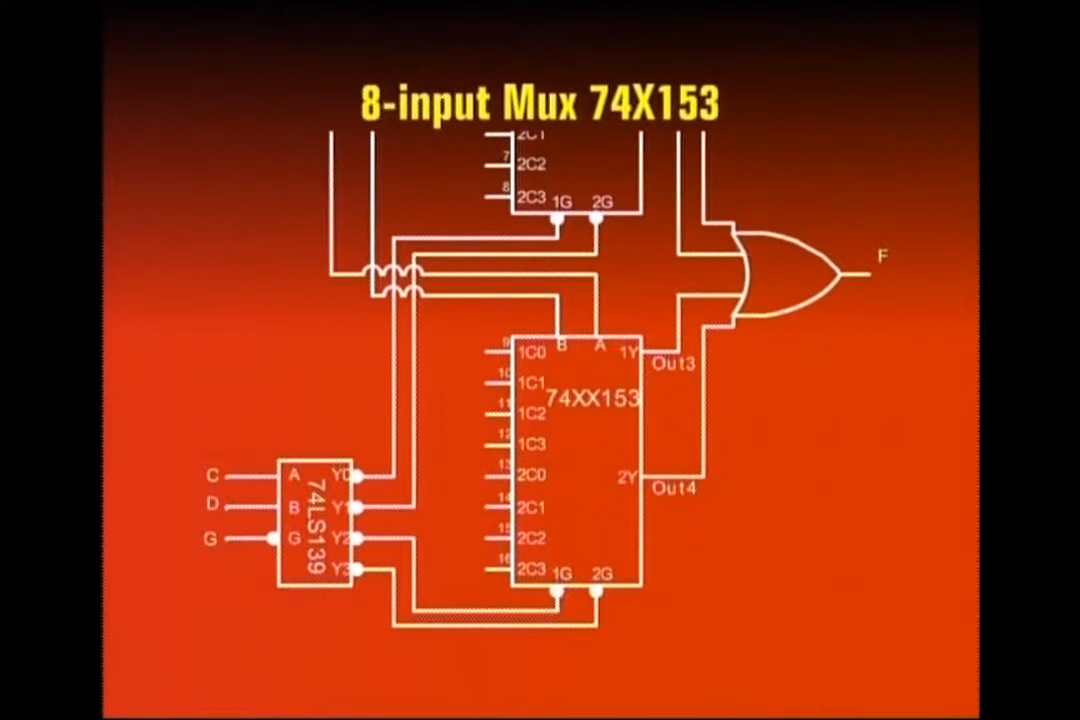 8-input Mux 74X153
2C1
7 2C2
8 2C3 1G 2G
F
B A
9 1C0 1Y
Out3
10 1C1
74XX153
11 1C2
12 1C3
C A Y0 13 2C0 2Y
Out4
D B Y1 14 2C1
G G Y2 15 2C2
74LS139
Y3 16 2C3 1G 2G